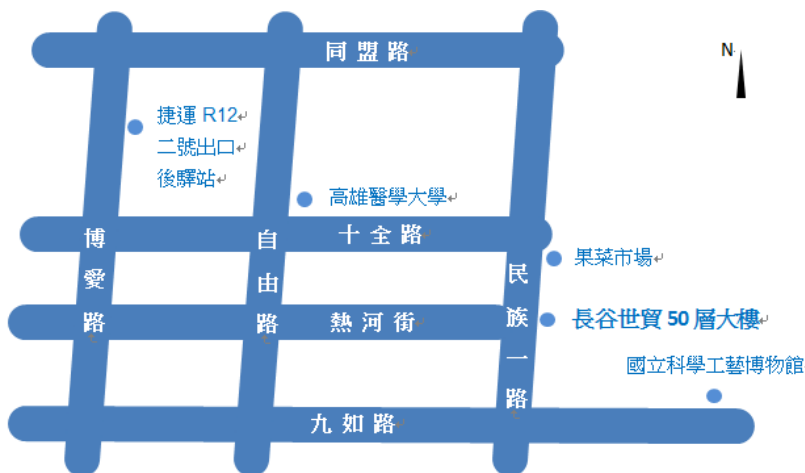 同盟路
N
捷運 R12
二號出口
後驛站
高雄醫學大學
博愛路
自由路
十全路
果菜市場
民族一路
熱河街
長谷世貿 50 層大樓
國立科學工藝博物館
九如路